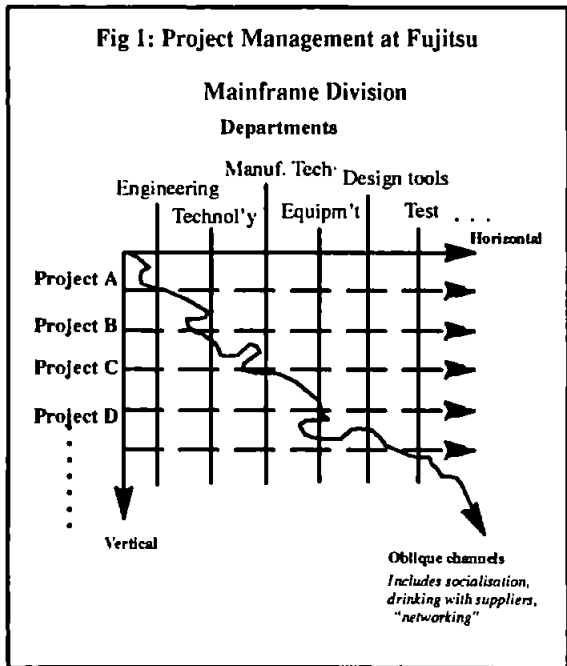 Fig 1: Project Management at Fujitsu
Mainframe Division
Departments
Manuf. Tech·
Engineering
Design tools
Technol'y
Equipm't
Test . . .
Horizontal
Project A
Project B
Project C
Project D
Vertical
Oblique channels
Includes socialisation,
drinking with suppliers,
"networking"